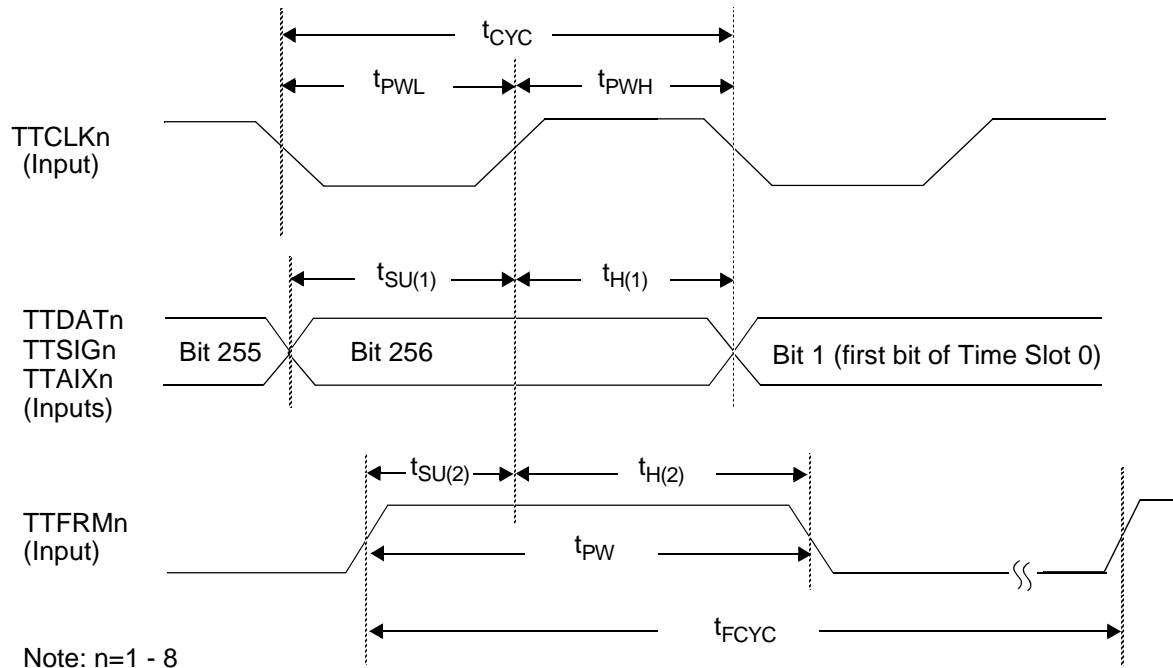 tCYC
tPWL tPWH
TTCLKn
(Input)
tSU(1) tH(1)
TTDATn
TTSIGn
TTAIXn
(Inputs)
Bit 255 Bit 256 Bit 1 (first bit of Time Slot 0)
tSU(2) tH(2)
TTFRMn
(Input)
tPW
tFCYC
Note: n=1 - 8